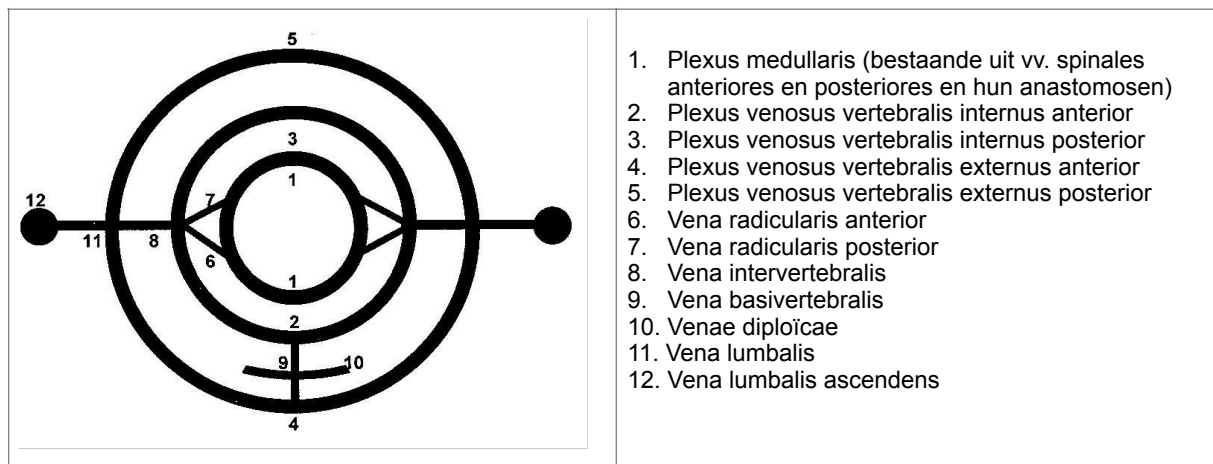 5
3
1
7
12
11
8
6
1
2
9
10
4
1. Plexus medullaris (bestaande uit vv. spinales
anteriores en posteriores en hun anastomosen)
2. Plexus venosus vertebralis internus anterior
3. Plexus venosus vertebralis internus posterior
4. Plexus venosus vertebralis externus anterior
5. Plexus venosus vertebralis externus posterior
6. Vena radicularis anterior
7. Vena radicularis posterior
8. Vena intervertebralis
9. Vena basivertebralis
10. Venae diploïcae
11. Vena lumbalis
12. Vena lumbalis ascendens